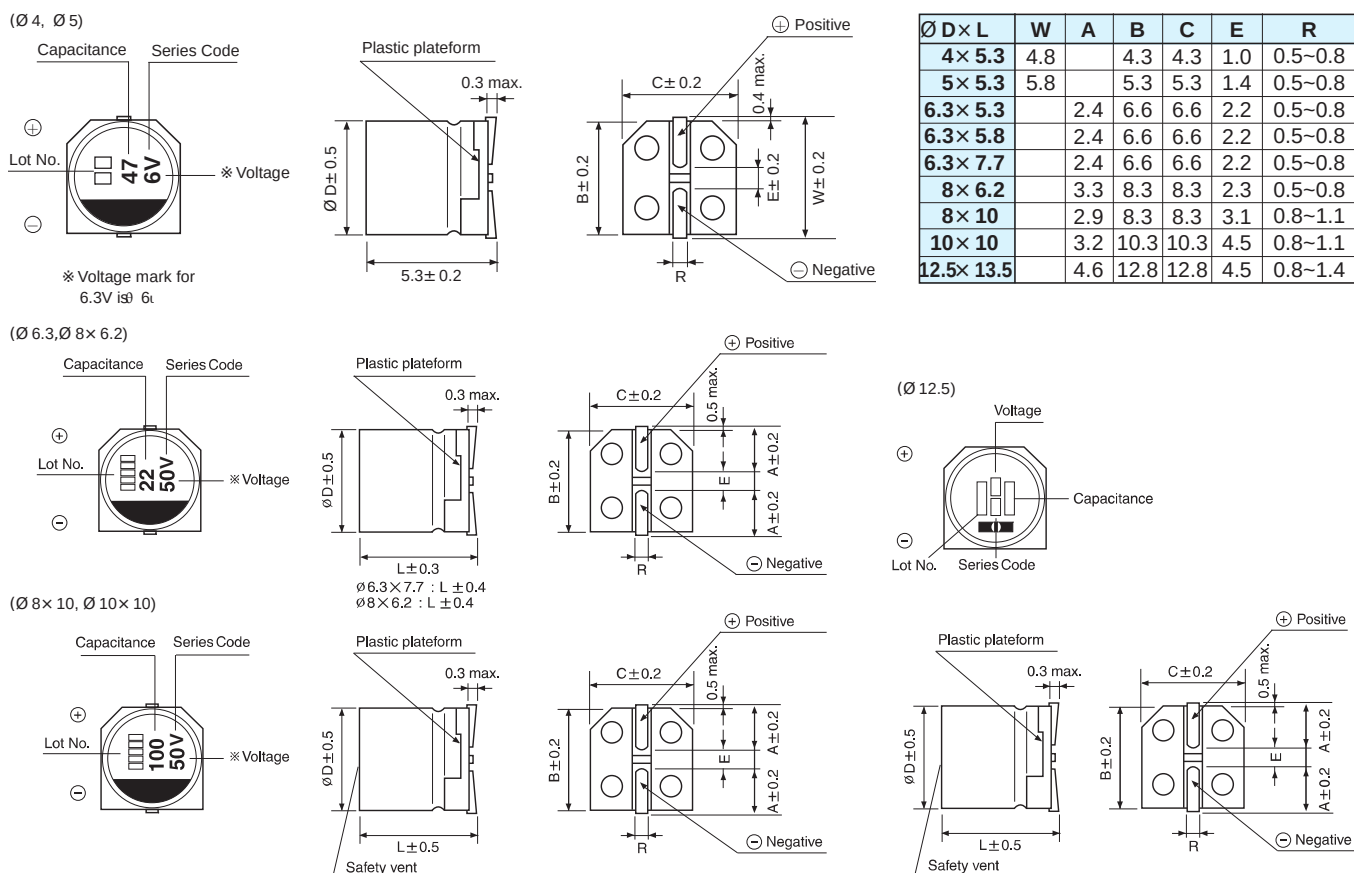 (Ø 4, Ø 5)
Capacitance Series Code
Lot No.
47
6V
※ Voltage
※ Voltage mark for
6.3V is
Plastic plateform
0.3 max.
Ø D± 0.5
5.3± 0.2
⊕ Positive
C± 0.2
0.4 max.
B± 0.2
E± 0.2
W± 0.2
R
⊖ Negative
Ø D× L W A B C E R
4× 5.3 4.8 4.3 4.3 1.0 0.5~0.8
5× 5.3 5.8 5.3 5.3 1.4 0.5~0.8
6.3× 5.3 2.4 6.6 6.6 2.2 0.5~0.8
6.3× 5.8 2.4 6.6 6.6 2.2 0.5~0.8
6.3× 7.7 2.4 6.6 6.6 2.2 0.5~0.8
8× 6.2 3.3 8.3 8.3 2.3 0.5~0.8
8× 10 2.9 8.3 8.3 3.1 0.8~1.1
10× 10 3.2 10.3 10.3 4.5 0.8~1.1
12.5× 13.5 4.6 12.8 12.8 4.5 0.8~1.4
(Ø 6.3,Ø 8× 6.2)
Capacitance Series Code
⊕
Lot No.
22
50V
※Voltage
⊖
Plastic plateform
0.3 max.
ØD±0.5
L±0.3
Ø6.3×7.7 : L ±0.4
Ø8×6.2 : L ±0.4
⊕ Positive
C±0.2
0.5 max.
B±0.2
E
A±0.2
A±0.2
R
⊖ Negative
(Ø 12.5)
Voltage
⊕
Capacitance
⊖
Lot No. Series Code
(Ø 8× 10, Ø 10× 10)
Capacitance Series Code
⊕
Lot No.
100
50V
※Voltage
⊖
Plastic plateform
0.3 max.
ØD±0.5
L±0.5
Safety vent
⊕ Positive
C±0.2
0.5 max.
B±0.2
E
A±0.2
A±0.2
R
⊖ Negative
Plastic plateform
0.3 max.
ØD±0.5
L±0.5
Safety vent
⊕ Positive
C±0.2
0.5 max.
B±0.2
E
A±0.2
A±0.2
R
⊖ Negative